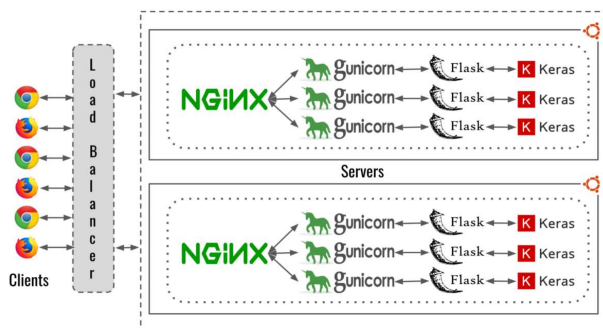 Load Balancer
Clients
NGINX
gunicorn Flask K Keras
gunicorn Flask K Keras
gunicorn Flask K Keras
Servers
NGINX
gunicorn Flask K Keras
gunicorn Flask K Keras
gunicorn Flask K Keras